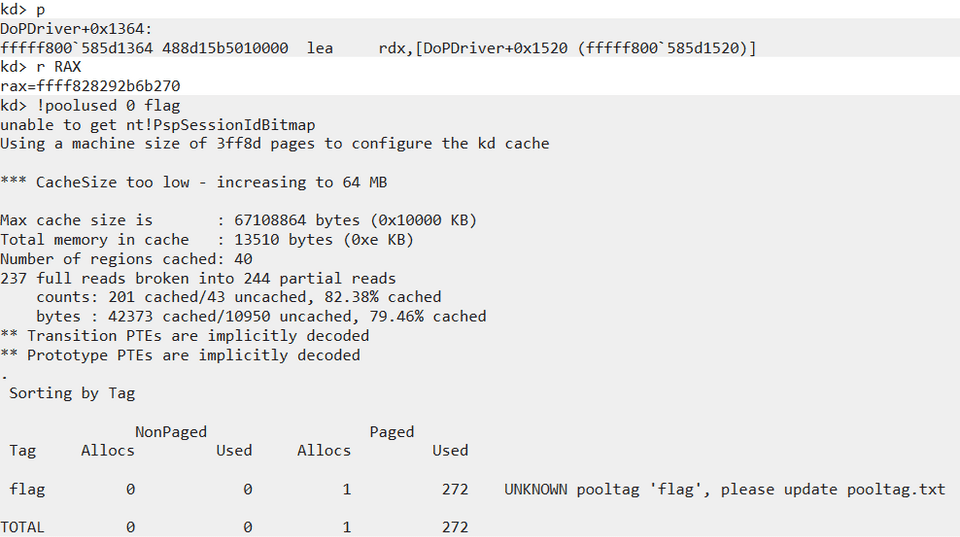 kd> p
DoPDriver+0x1364:
fffff800`585d1364 488d15b5010000  lea     rdx,[DoPDriver+0x1520 (fffff800`585d1520)]
kd> r RAX
rax=ffff828292b6b270
kd> !poolused 0 flag
unable to get nt!PspSessionIdBitmap
Using a machine size of 3ff8d pages to configure the kd cache
*** CacheSize too low - increasing to 64 MB
Max cache size is       : 67108864 bytes (0x10000 KB)
Total memory in cache   : 13510 bytes (0xe KB)
Number of regions cached: 40
237 full reads broken into 244 partial reads
    counts: 201 cached/43 uncached, 82.38% cached
    bytes : 42373 cached/10950 uncached, 79.46% cached
** Transition PTEs are implicitly decoded
** Prototype PTEs are implicitly decoded
.
 Sorting by Tag
               NonPaged                  Paged
 Tag     Allocs         Used     Allocs         Used
 flag         0            0          1          272    UNKNOWN pooltag 'flag', please update pooltag.txt
TOTAL         0            0          1          272